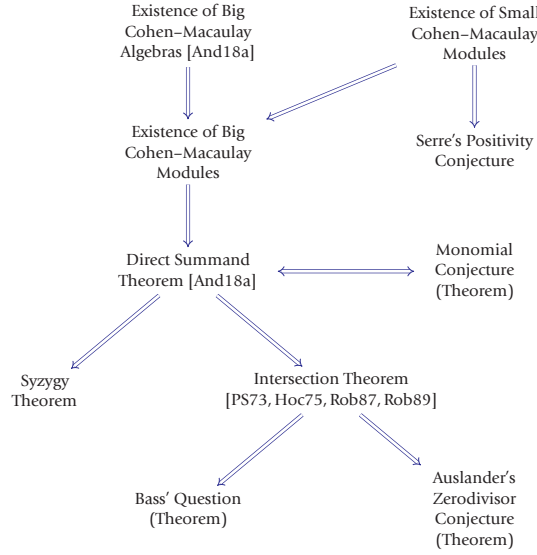 Existence of Big
Cohen–Macaulay
Algebras [And18a]
Existence of Small
Cohen–Macaulay
Modules
Existence of Big
Cohen–Macaulay
Modules
Serre's Positivity
Conjecture
Direct Summand
Theorem [And18a]
Monomial
Conjecture
(Theorem)
Syzygy
Theorem
Intersection Theorem
[PS73, Hoc75, Rob87, Rob89]
Bass' Question
(Theorem)
Auslander's
Zerodivisor
Conjecture
(Theorem)